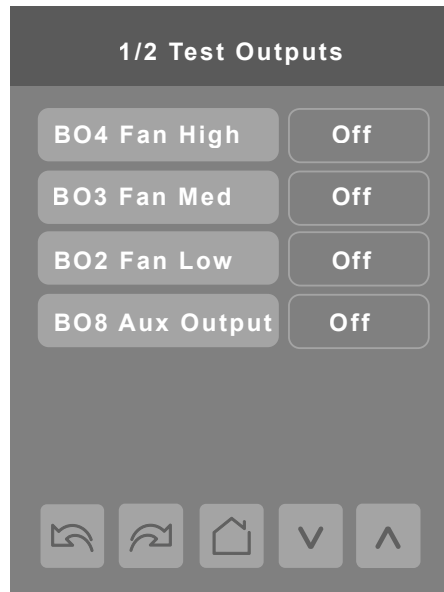 1/2 Test Outputs
BO4 Fan High Off
BO3 Fan Med Off
BO2 Fan Low Off
BO8 Aux Output Off